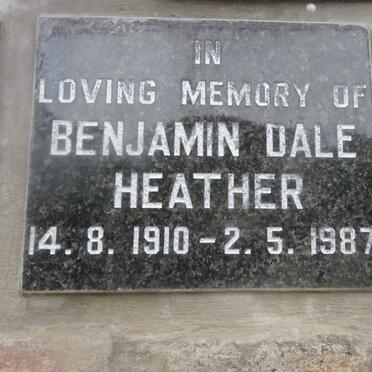 IN
LOVING MEMORY OF
BENJAMIN DALE
HEATHER
14. 8. 1910 – 2. 5. 1987